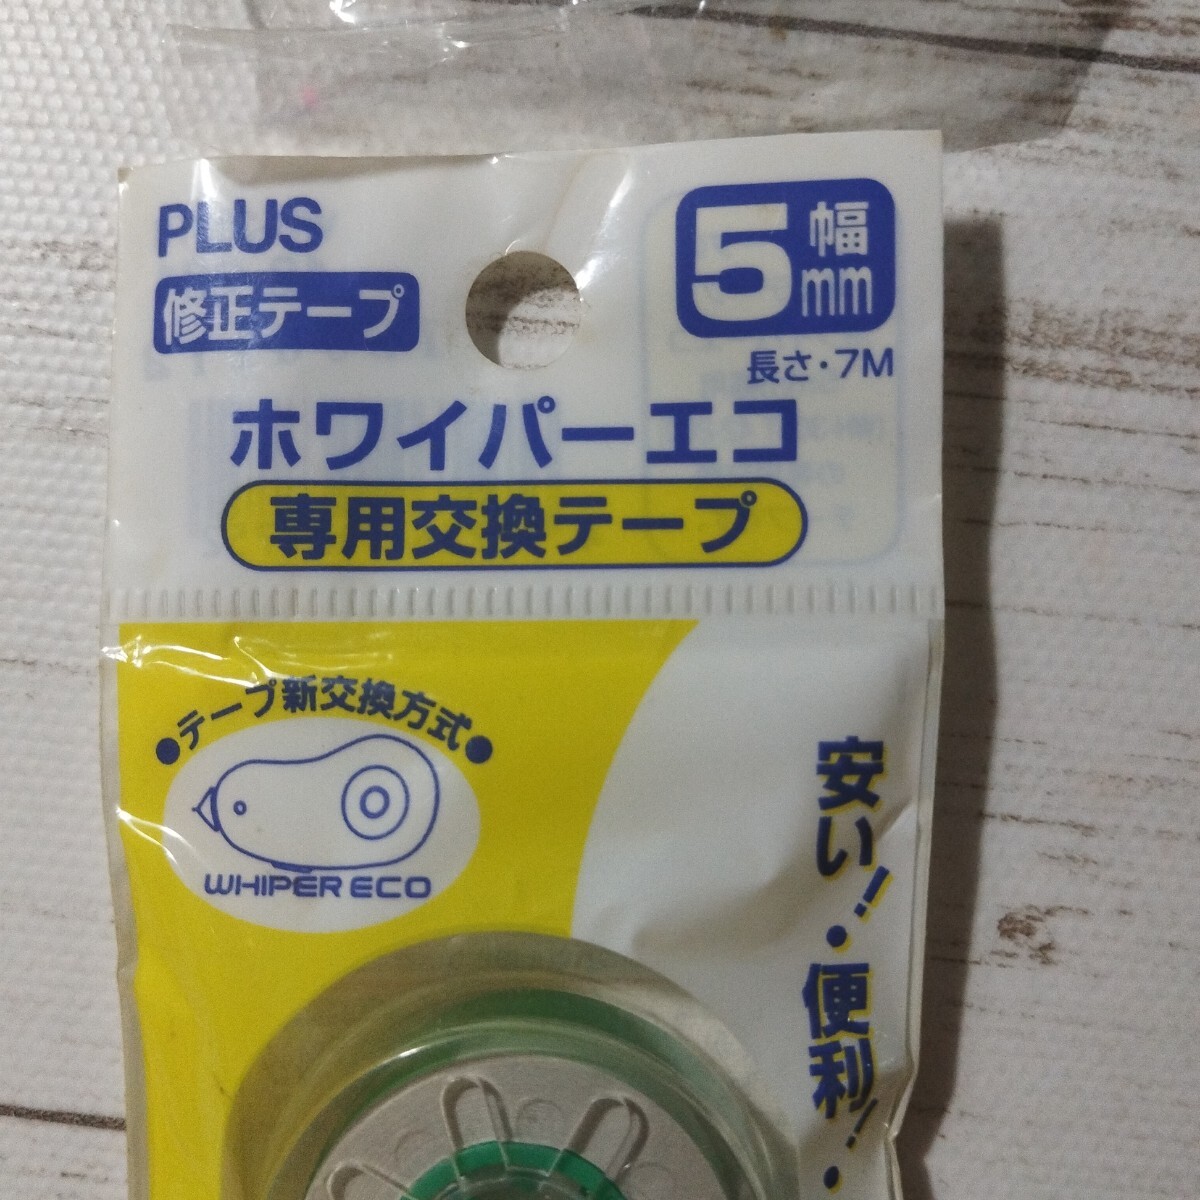 PLUS
修正テープ
5幅mm
長さ・7M
ホワイパーエコ
専用交換テープ
●テープ新交換方式●
WHIPER ECO
安い!・便利!・